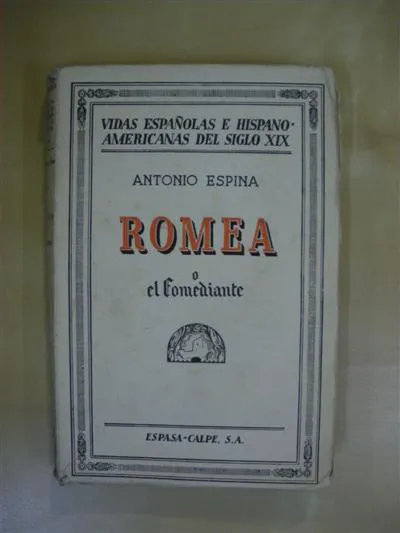 VIDAS ESPAÑOLAS E HISPANO-
AMERICANAS DEL SIGLO XIX
ANTONIO ESPINA
ROMEA
o
el Comediante
ESPASA-CALPE, S.A.